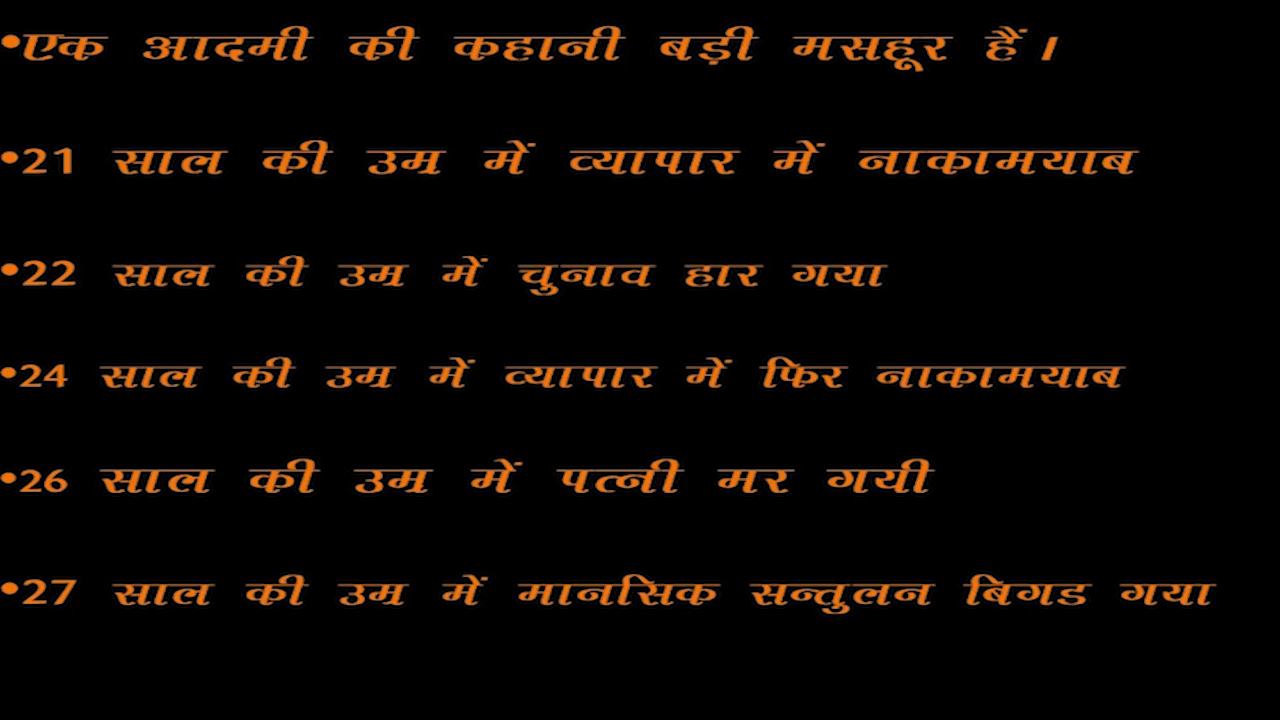 •एक आदमी की कहानी बड़ी मसहूर हैं ।
•21 साल की उम्र में व्यापार में नाकामयाब
•22 साल की उम्र में चुनाव हार गया
•24 साल की उम्र में व्यापार में फिर नाकामयाब
•26 साल की उम्र में पत्नी मर गयी
•27 साल की उम्र में मानसिक सन्तुलन बिगड गया